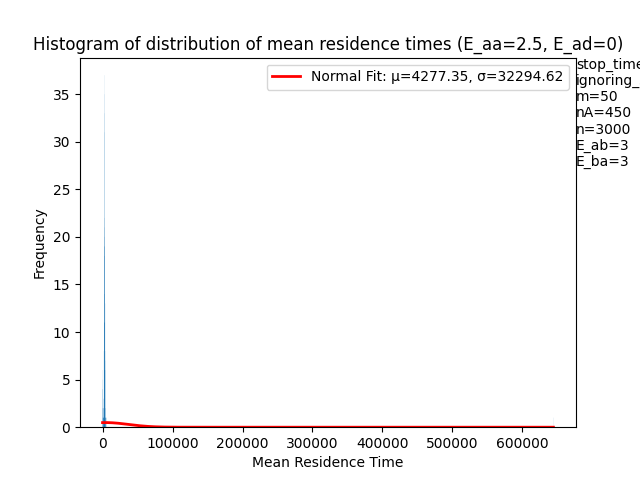 Histogram of distribution of mean residence times (E_aa=2.5, E_ad=0)
Normal Fit: μ=4277.35, σ=32294.62
stop_time
ignoring_
m=50
nA=450
n=3000
E_ab=3
E_ba=3
Frequency
35
30
25
20
15
10
5
0
0 100000 200000 300000 400000 500000 600000
Mean Residence Time